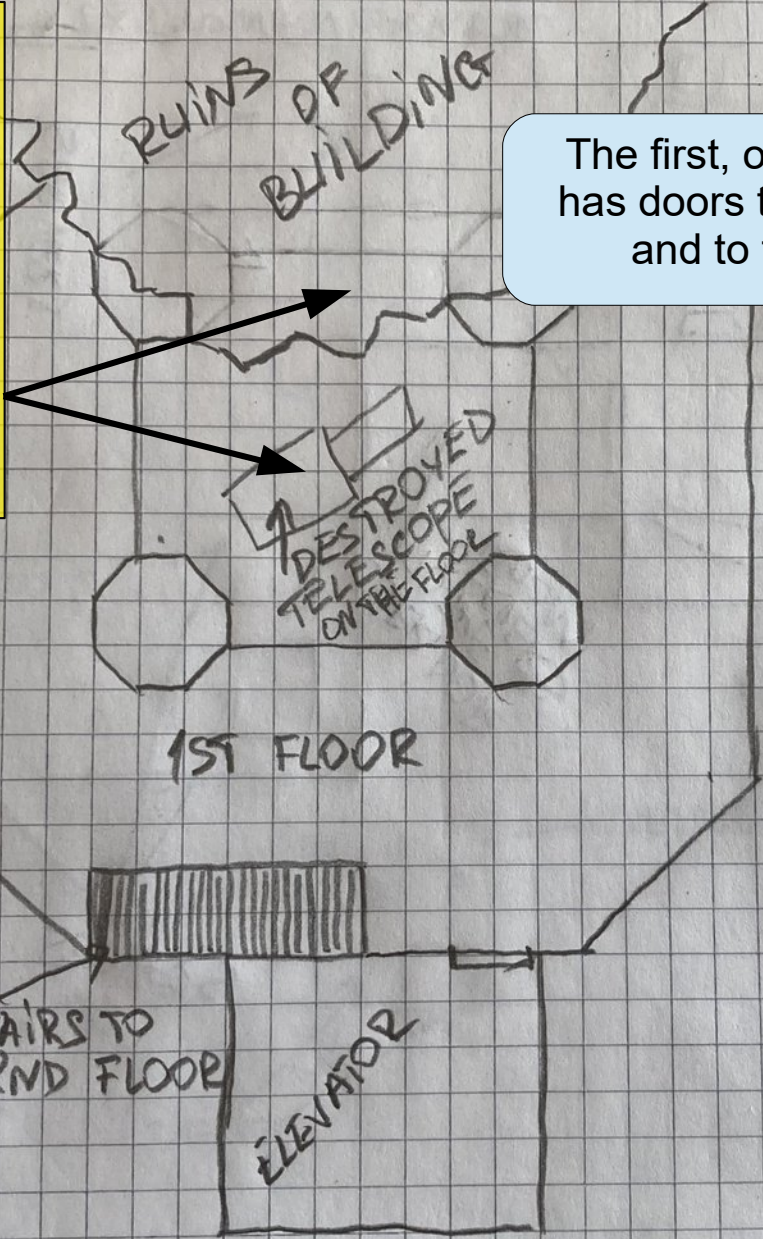 RUINS OF
BUILDING
The first, o
has doors t
and to
DESTROYED
TELESCOPE
ON THE FLOOR
1ST FLOOR
AIRS TO
2ND FLOOR
ELEVATOR